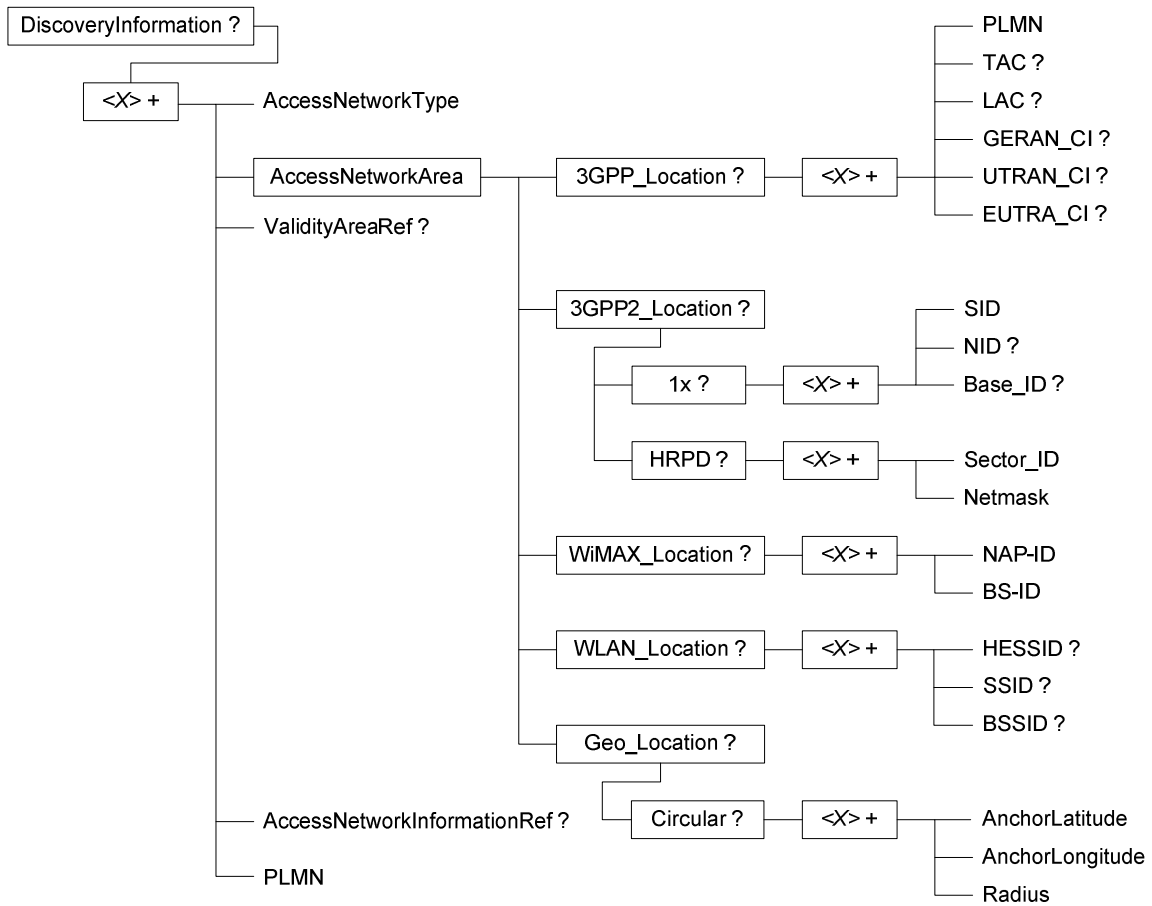 DiscoveryInformation ?
<X> +
AccessNetworkType
AccessNetworkArea
3GPP_Location ?
<X> +
PLMN
TAC ?
LAC ?
GERAN_CI ?
UTRAN_CI ?
EUTRA_CI ?
ValidityAreaRef ?
3GPP2_Location ?
1x ?
<X> +
SID
NID ?
Base_ID ?
HRPD ?
<X> +
Sector_ID
Netmask
WiMAX_Location ?
<X> +
NAP-ID
BS-ID
WLAN_Location ?
<X> +
HESSID ?
SSID ?
BSSID ?
Geo_Location ?
Circular ?
<X> +
AnchorLatitude
AnchorLongitude
Radius
AccessNetworkInformationRef ?
PLMN